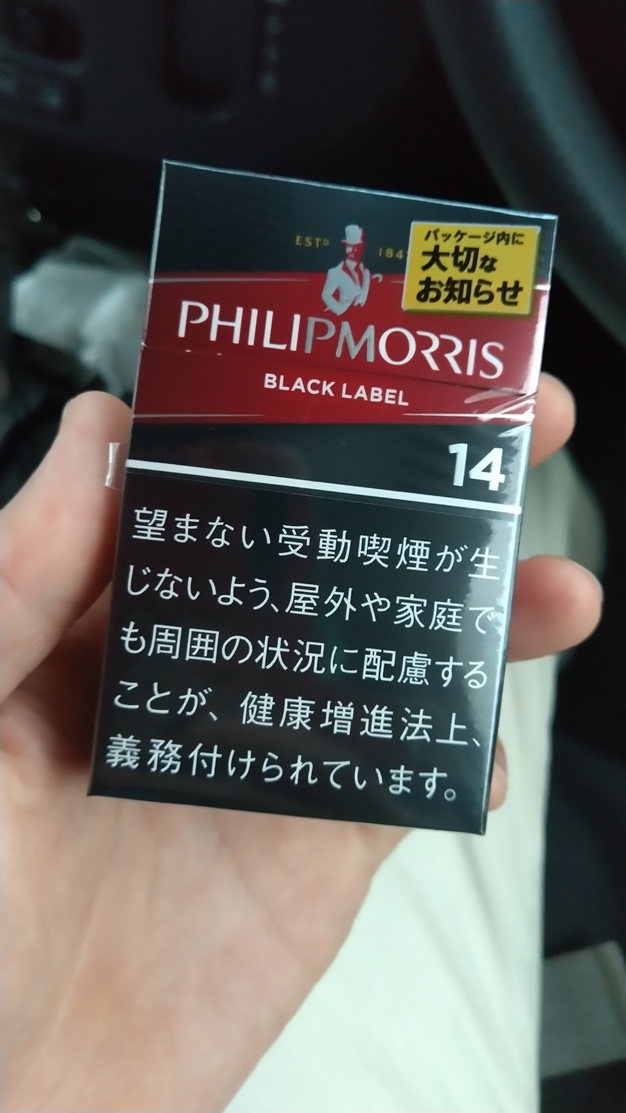 ESTD 184
パッケージ内に
大切な
お知らせ
PHILIPMORRIS
BLACK LABEL
14
望まない受動喫煙が生
じないよう、屋外や家庭で
も周囲の状況に配慮する
ことが、健康増進法上、
義務付けられています。